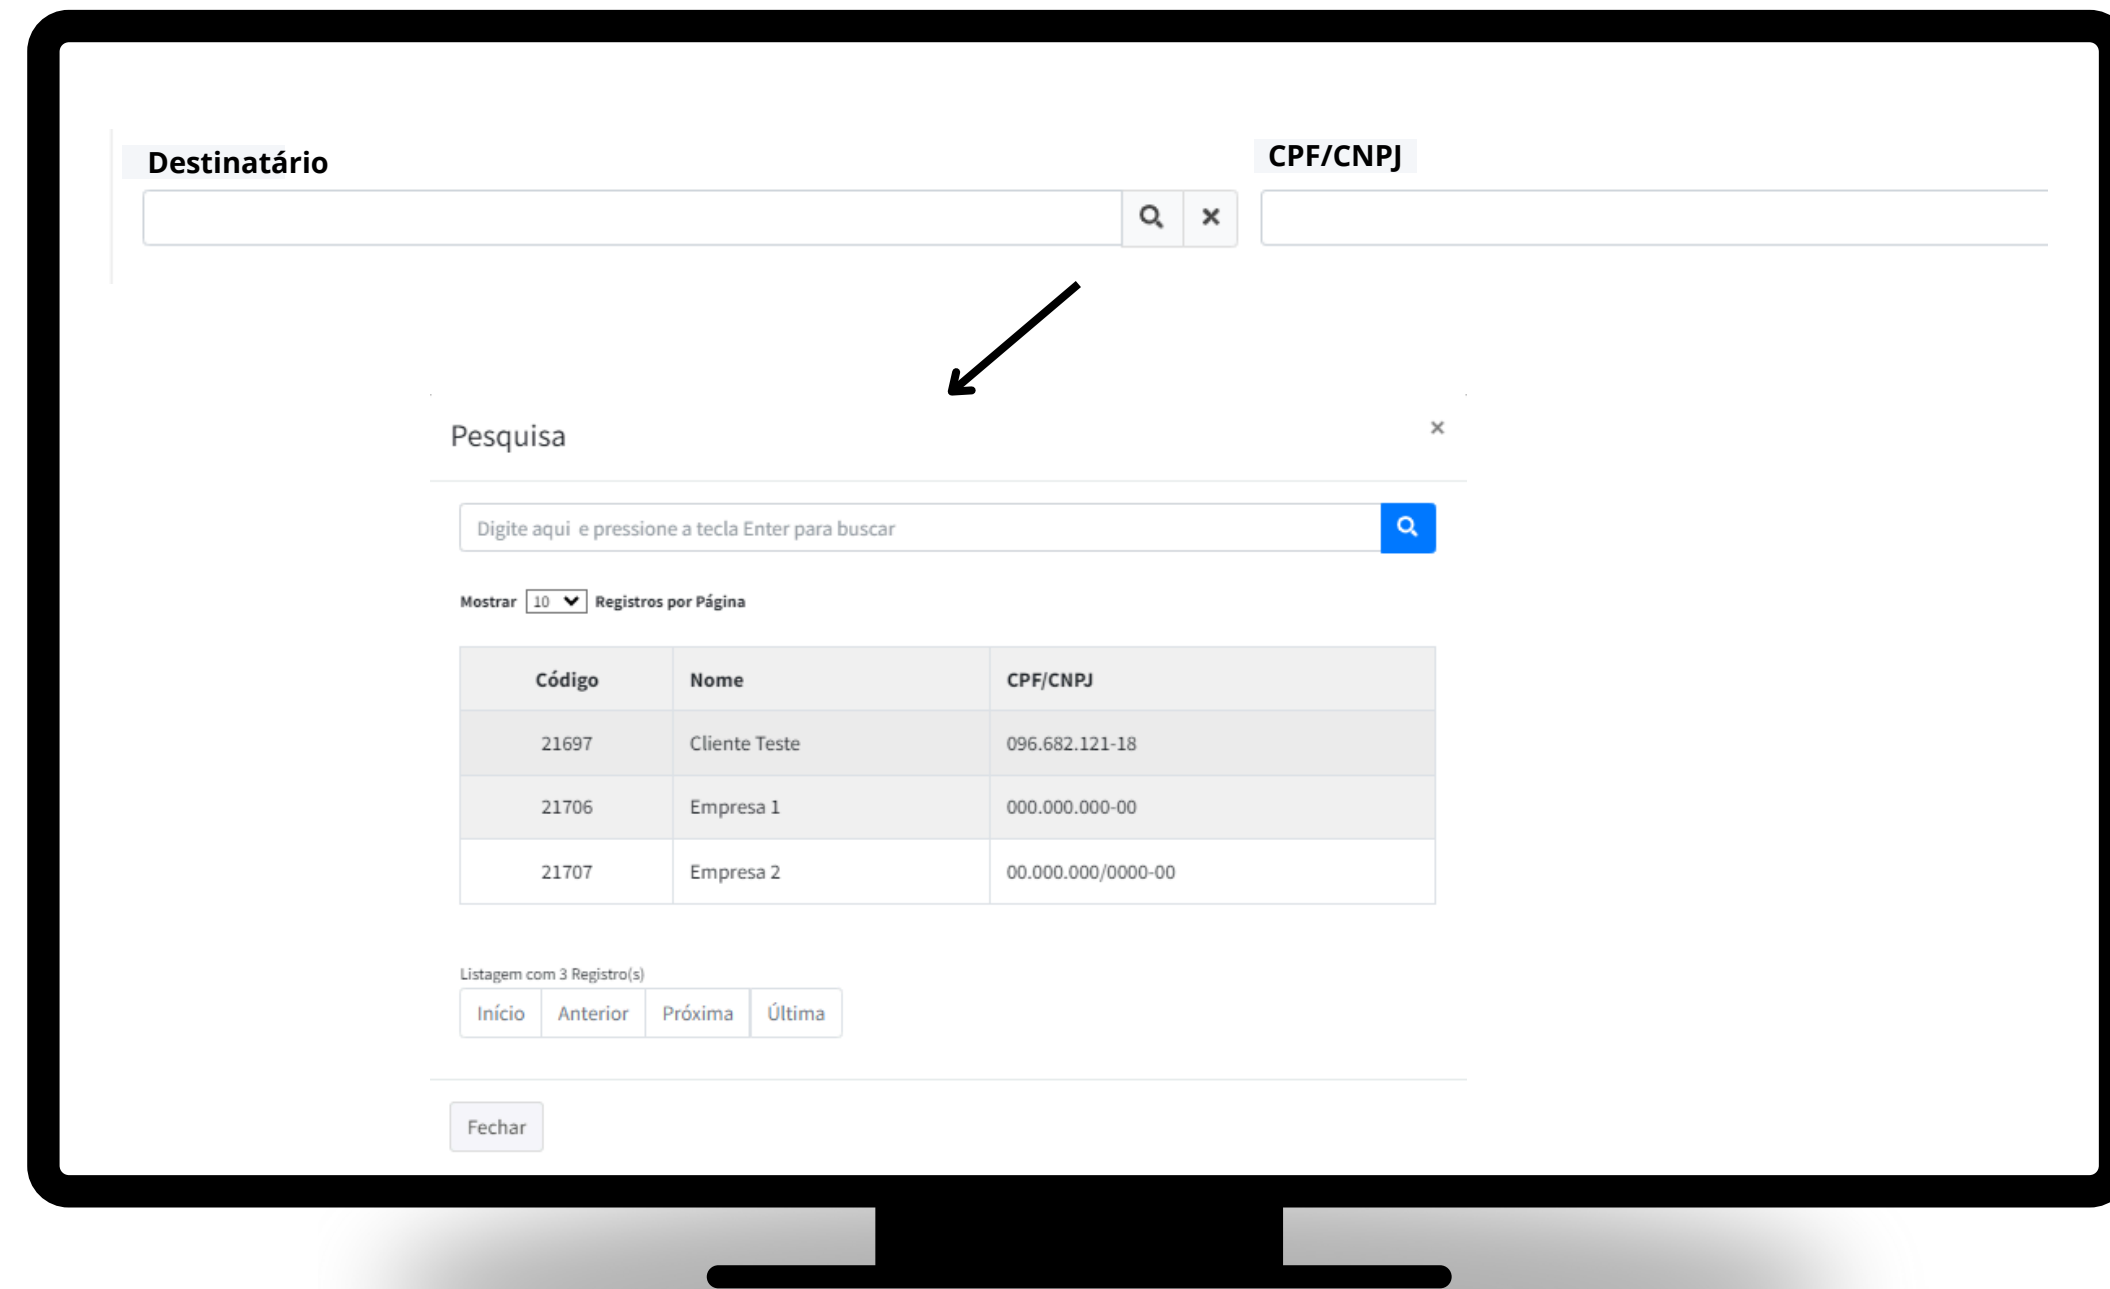 Destinatário
CPF/CNPJ
Pesquisa
Digite aqui e pressione a tecla Enter para buscar
Mostrar 10 Registros por Página
Código Nome CPF/CNPJ
21697 Cliente Teste 096.682.121-18
21706 Empresa 1 000.000.000-00
21707 Empresa 2 00.000.000/0000-00
Listagem com 3 Registro(s)
Início Anterior Próxima Última
Fechar